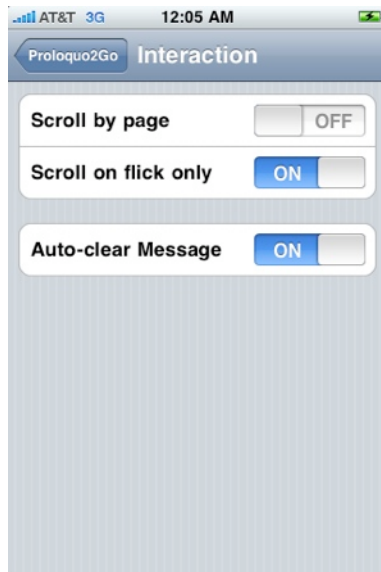 AT&T 3G 12:05 AM
Proloquo2Go Interaction
Scroll by page OFF
Scroll on flick only ON
Auto-clear Message ON